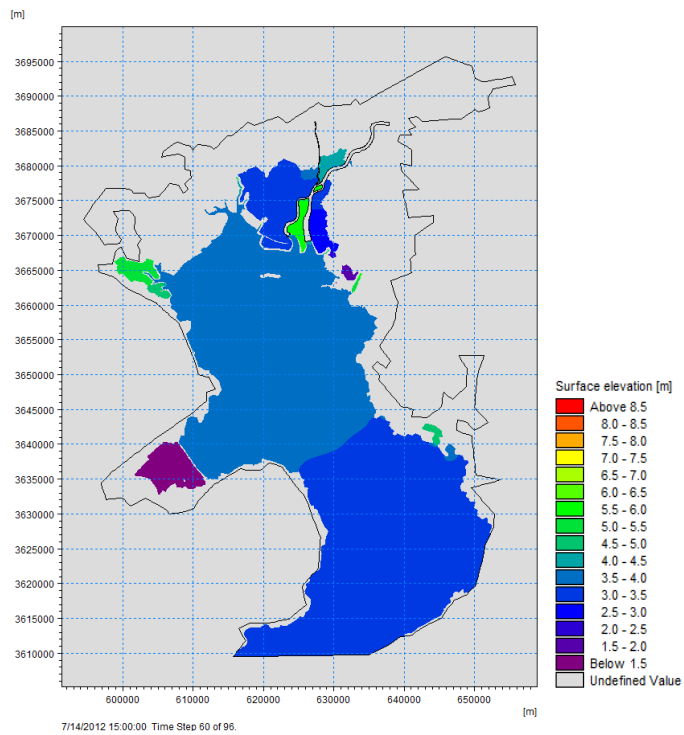 [m]
3695000
3690000
3685000
3680000
3675000
3670000
3665000
3660000
3655000
3650000
3645000
3640000
3635000
3630000
3625000
3620000
3615000
3610000
600000 610000 620000 630000 640000 650000
[m]
7/14/2012 15:00:00 Time Step 60 of 96.
Surface elevation [m]
Above 8.5
8.0 - 8.5
7.5 - 8.0
7.0 - 7.5
6.5 - 7.0
6.0 - 6.5
5.5 - 6.0
5.0 - 5.5
4.5 - 5.0
4.0 - 4.5
3.5 - 4.0
3.0 - 3.5
2.5 - 3.0
2.0 - 2.5
1.5 - 2.0
Below 1.5
Undefined Value